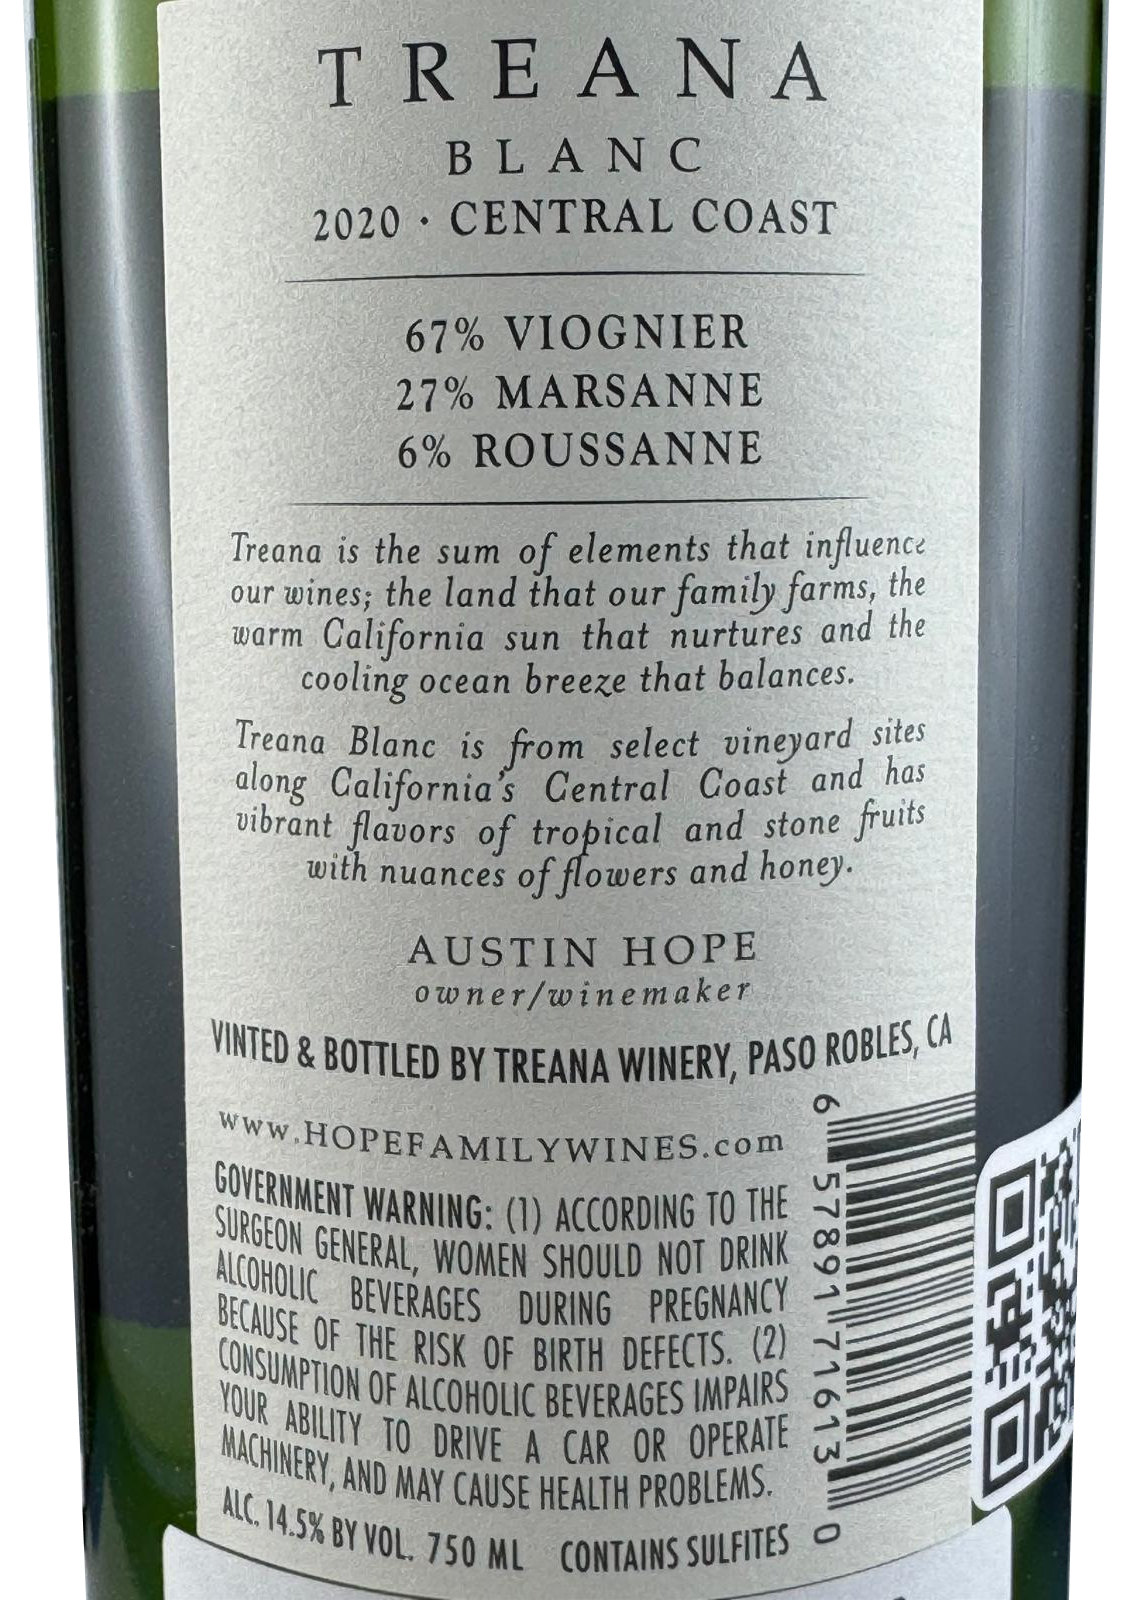 TREANA
BLANC
2020 · CENTRAL COAST
67% VIOGNIER
27% MARSANNE
6% ROUSSANNE
Treana is the sum of elements that influence
our wines; the land that our family farms, the
warm California sun that nurtures and the
cooling ocean breeze that balances.
Treana Blanc is from select vineyard sites
along California's Central Coast and has
vibrant flavors of tropical and stone fruits
with nuances of flowers and honey.
AUSTIN HOPE
owner/winemaker
VINTED & BOTTLED BY TREANA WINERY, PASO ROBLES, CA
www.HOPEFAMILYWINES.com
GOVERNMENT WARNING: (1) ACCORDING TO THE
SURGEON GENERAL, WOMEN SHOULD NOT DRINK
ALCOHOLIC BEVERAGES DURING PREGNANCY
BECAUSE OF THE RISK OF BIRTH DEFECTS. (2)
CONSUMPTION OF ALCOHOLIC BEVERAGES IMPAIRS
YOUR ABILITY TO DRIVE A CAR OR OPERATE
MACHINERY, AND MAY CAUSE HEALTH PROBLEMS.
ALC. 14.5% BY VOL. 750 ML CONTAINS SULFITES
6 57891 71613 0